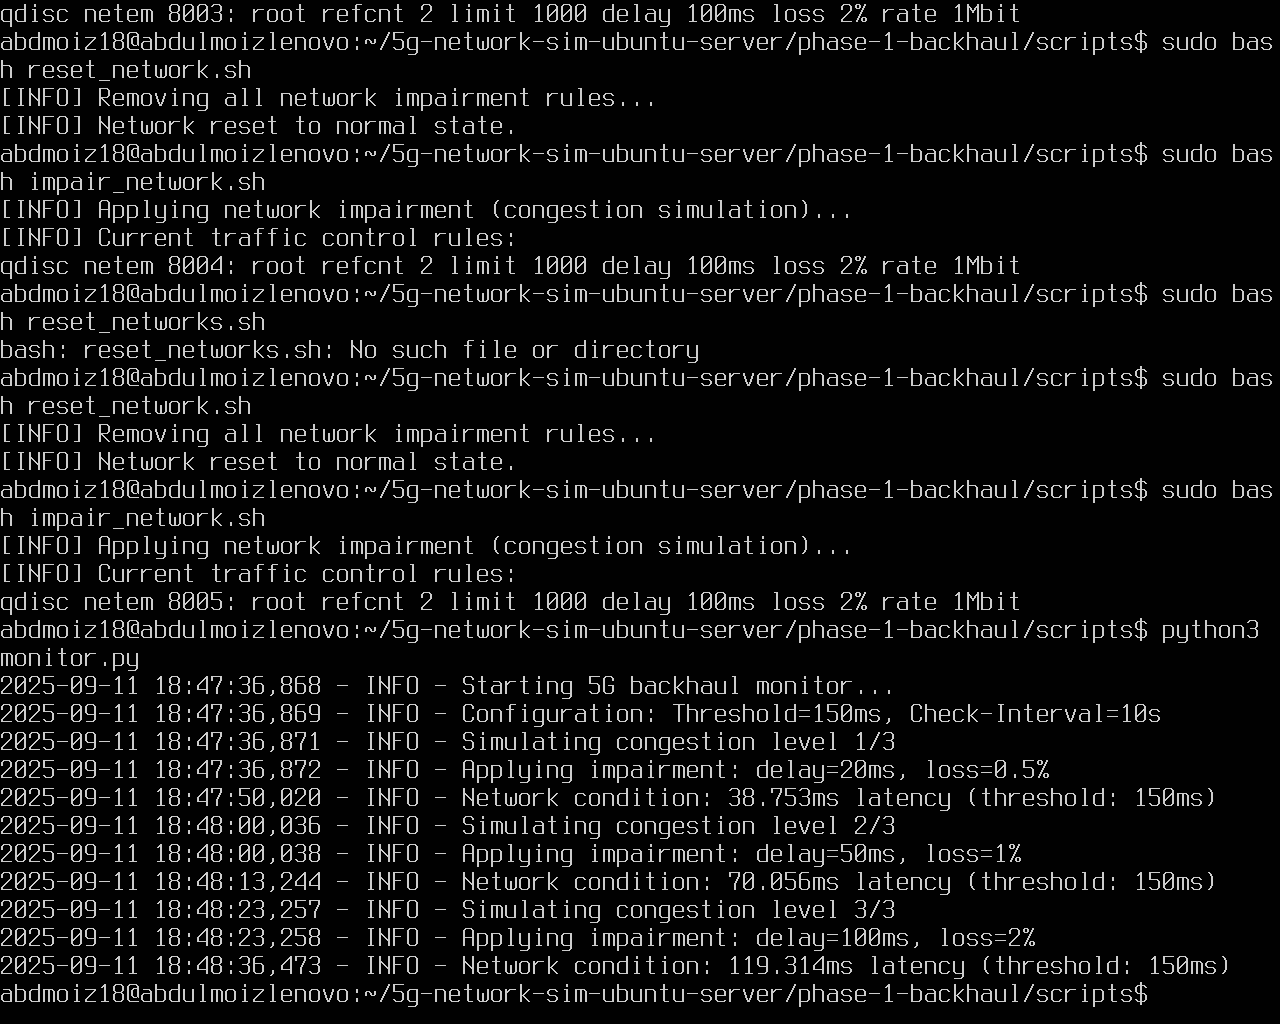 qdisc netem 8003: root refcnt 2 limit 1000 delay 100ms loss 2% rate 1Mbit
abdmoiz18@abdulmoizlenovo:~/5g-network-sim-ubuntu-server/phase-1-backhaul/scripts$ sudo bas
h reset_network.sh
[INFO] Removing all network impairment rules...
[INFO] Network reset to normal state.
abdmoiz18@abdulmoizlenovo:~/5g-network-sim-ubuntu-server/phase-1-backhaul/scripts$ sudo bas
h impair_network.sh
[INFO] Applying network impairment (congestion simulation)...
[INFO] Current traffic control rules:
qdisc netem 8004: root refcnt 2 limit 1000 delay 100ms loss 2% rate 1Mbit
abdmoiz18@abdulmoizlenovo:~/5g-network-sim-ubuntu-server/phase-1-backhaul/scripts$ sudo bas
h reset_networks.sh
bash: reset_networks.sh: No such file or directory
abdmoiz18@abdulmoizlenovo:~/5g-network-sim-ubuntu-server/phase-1-backhaul/scripts$ sudo bas
h reset_network.sh
[INFO] Removing all network impairment rules...
[INFO] Network reset to normal state.
abdmoiz18@abdulmoizlenovo:~/5g-network-sim-ubuntu-server/phase-1-backhaul/scripts$ sudo bas
h impair_network.sh
[INFO] Applying network impairment (congestion simulation)...
[INFO] Current traffic control rules:
qdisc netem 8005: root refcnt 2 limit 1000 delay 100ms loss 2% rate 1Mbit
abdmoiz18@abdulmoizlenovo:~/5g-network-sim-ubuntu-server/phase-1-backhaul/scripts$ python3
monitor.py
2025-09-11 18:47:36,868 - INFO - Starting 5G backhaul monitor...
2025-09-11 18:47:36,869 - INFO - Configuration: Threshold=150ms, Check-Interval=10s
2025-09-11 18:47:36,871 - INFO - Simulating congestion level 1/3
2025-09-11 18:47:36,872 - INFO - Applying impairment: delay=20ms, loss=0.5%
2025-09-11 18:47:50,020 - INFO - Network condition: 38.753ms latency (threshold: 150ms)
2025-09-11 18:48:00,036 - INFO - Simulating congestion level 2/3
2025-09-11 18:48:00,038 - INFO - Applying impairment: delay=50ms, loss=1%
2025-09-11 18:48:13,244 - INFO - Network condition: 70.056ms latency (threshold: 150ms)
2025-09-11 18:48:23,257 - INFO - Simulating congestion level 3/3
2025-09-11 18:48:23,258 - INFO - Applying impairment: delay=100ms, loss=2%
2025-09-11 18:48:36,473 - INFO - Network condition: 119.314ms latency (threshold: 150ms)
abdmoiz18@abdulmoizlenovo:~/5g-network-sim-ubuntu-server/phase-1-backhaul/scripts$